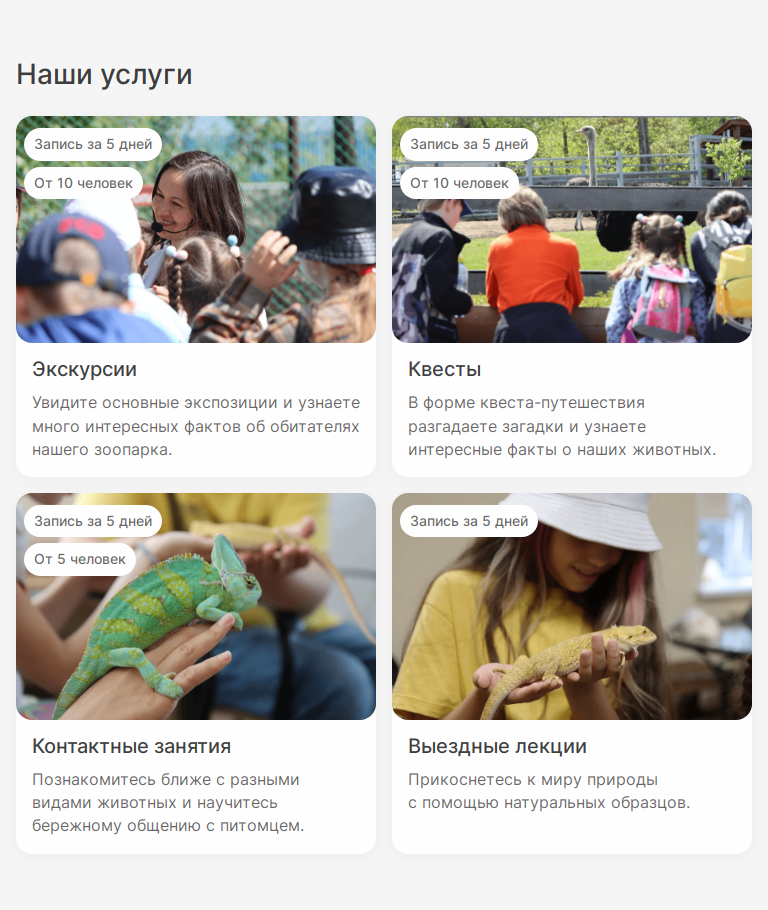 Наши услуги
Запись за 5 дней
От 10 человек
Экскурсии
Увидите основные экспозиции и узнаете
много интересных фактов об обитателях
нашего зоопарка.
Запись за 5 дней
От 10 человек
Квесты
В форме квеста-путешествия
разгадаете загадки и узнаете
интересные факты о наших животных.
Запись за 5 дней
От 5 человек
Контактные занятия
Познакомитесь ближе с разными
видами животных и научитесь
бережному общению с питомцем.
Запись за 5 дней
Выездные лекции
Прикоснетесь к миру природы
с помощью натуральных образцов.